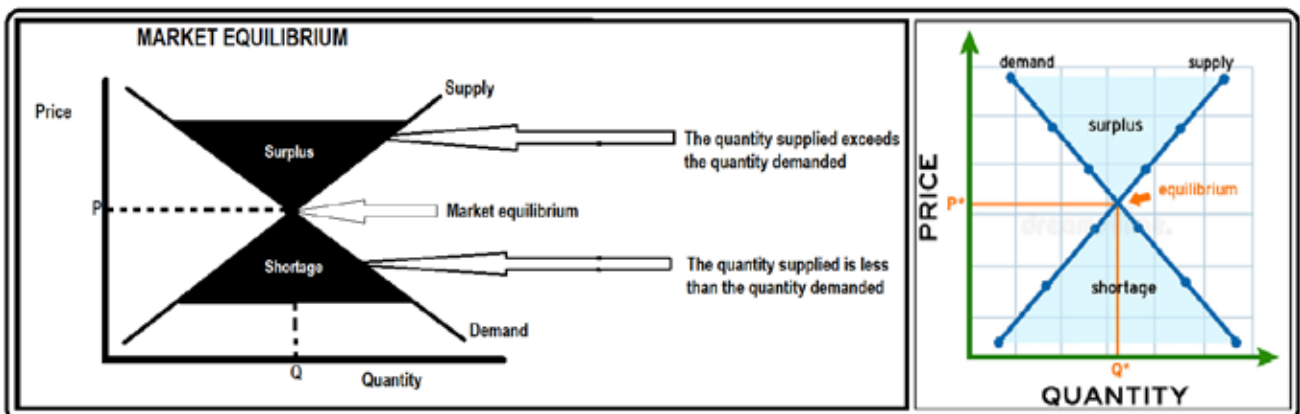 MARKET EQUILIBRIUM
Price
Supply
Surplus
The quantity supplied exceeds
the quantity demanded
P
Market equilibrium
Shortage
The quantity supplied is less
than the quantity demanded
Demand
Q
Quantity
demand
supply
surplus
equilibrium
P*
PRICE
shortage
Q*
QUANTITY